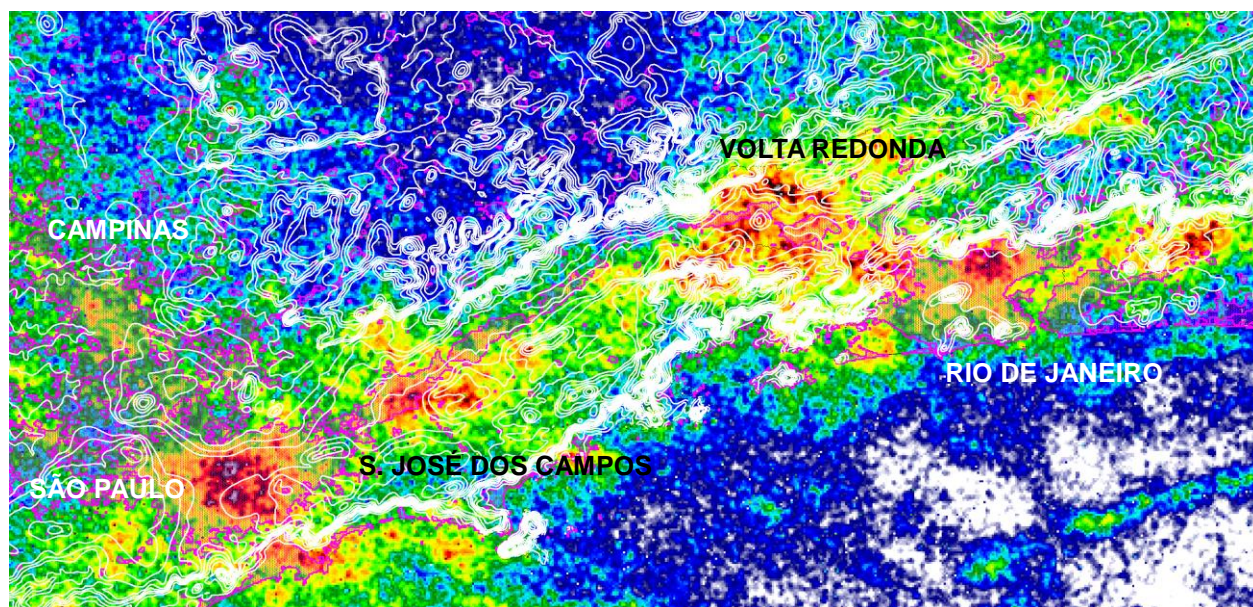 VOLTA REDONDA
CAMPINAS
RIO DE JANEIRO
S. JOSÉ DOS CAMPOS
SÃO PAULO